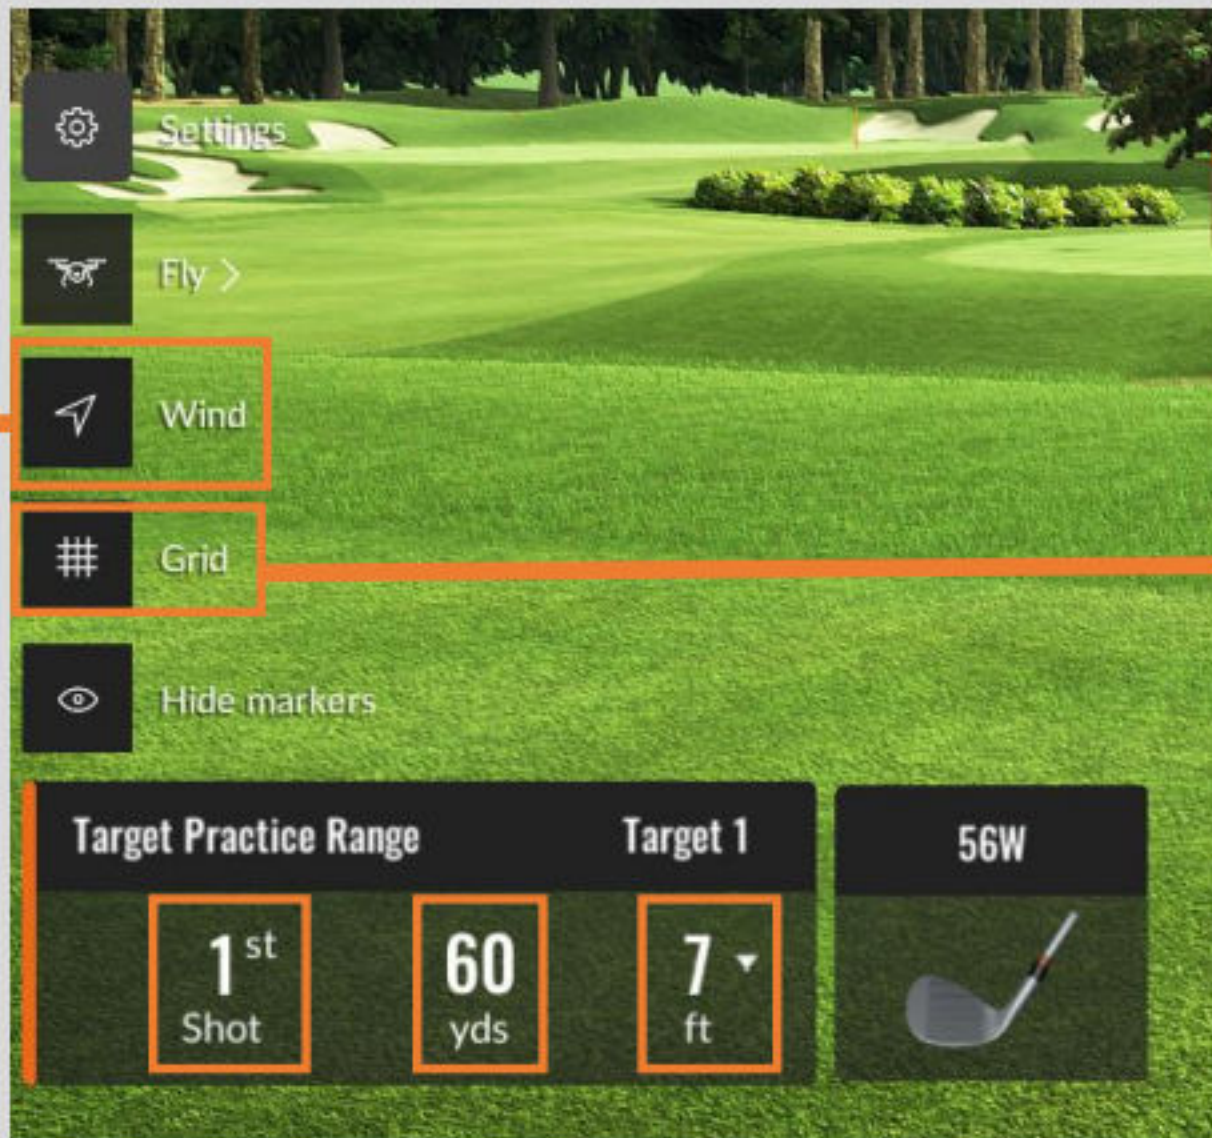 Settings
Fly >
Wind
Grid
Hide markers
Target Practice Range Target 1
56W
1st
Shot
60
yds
7
ft